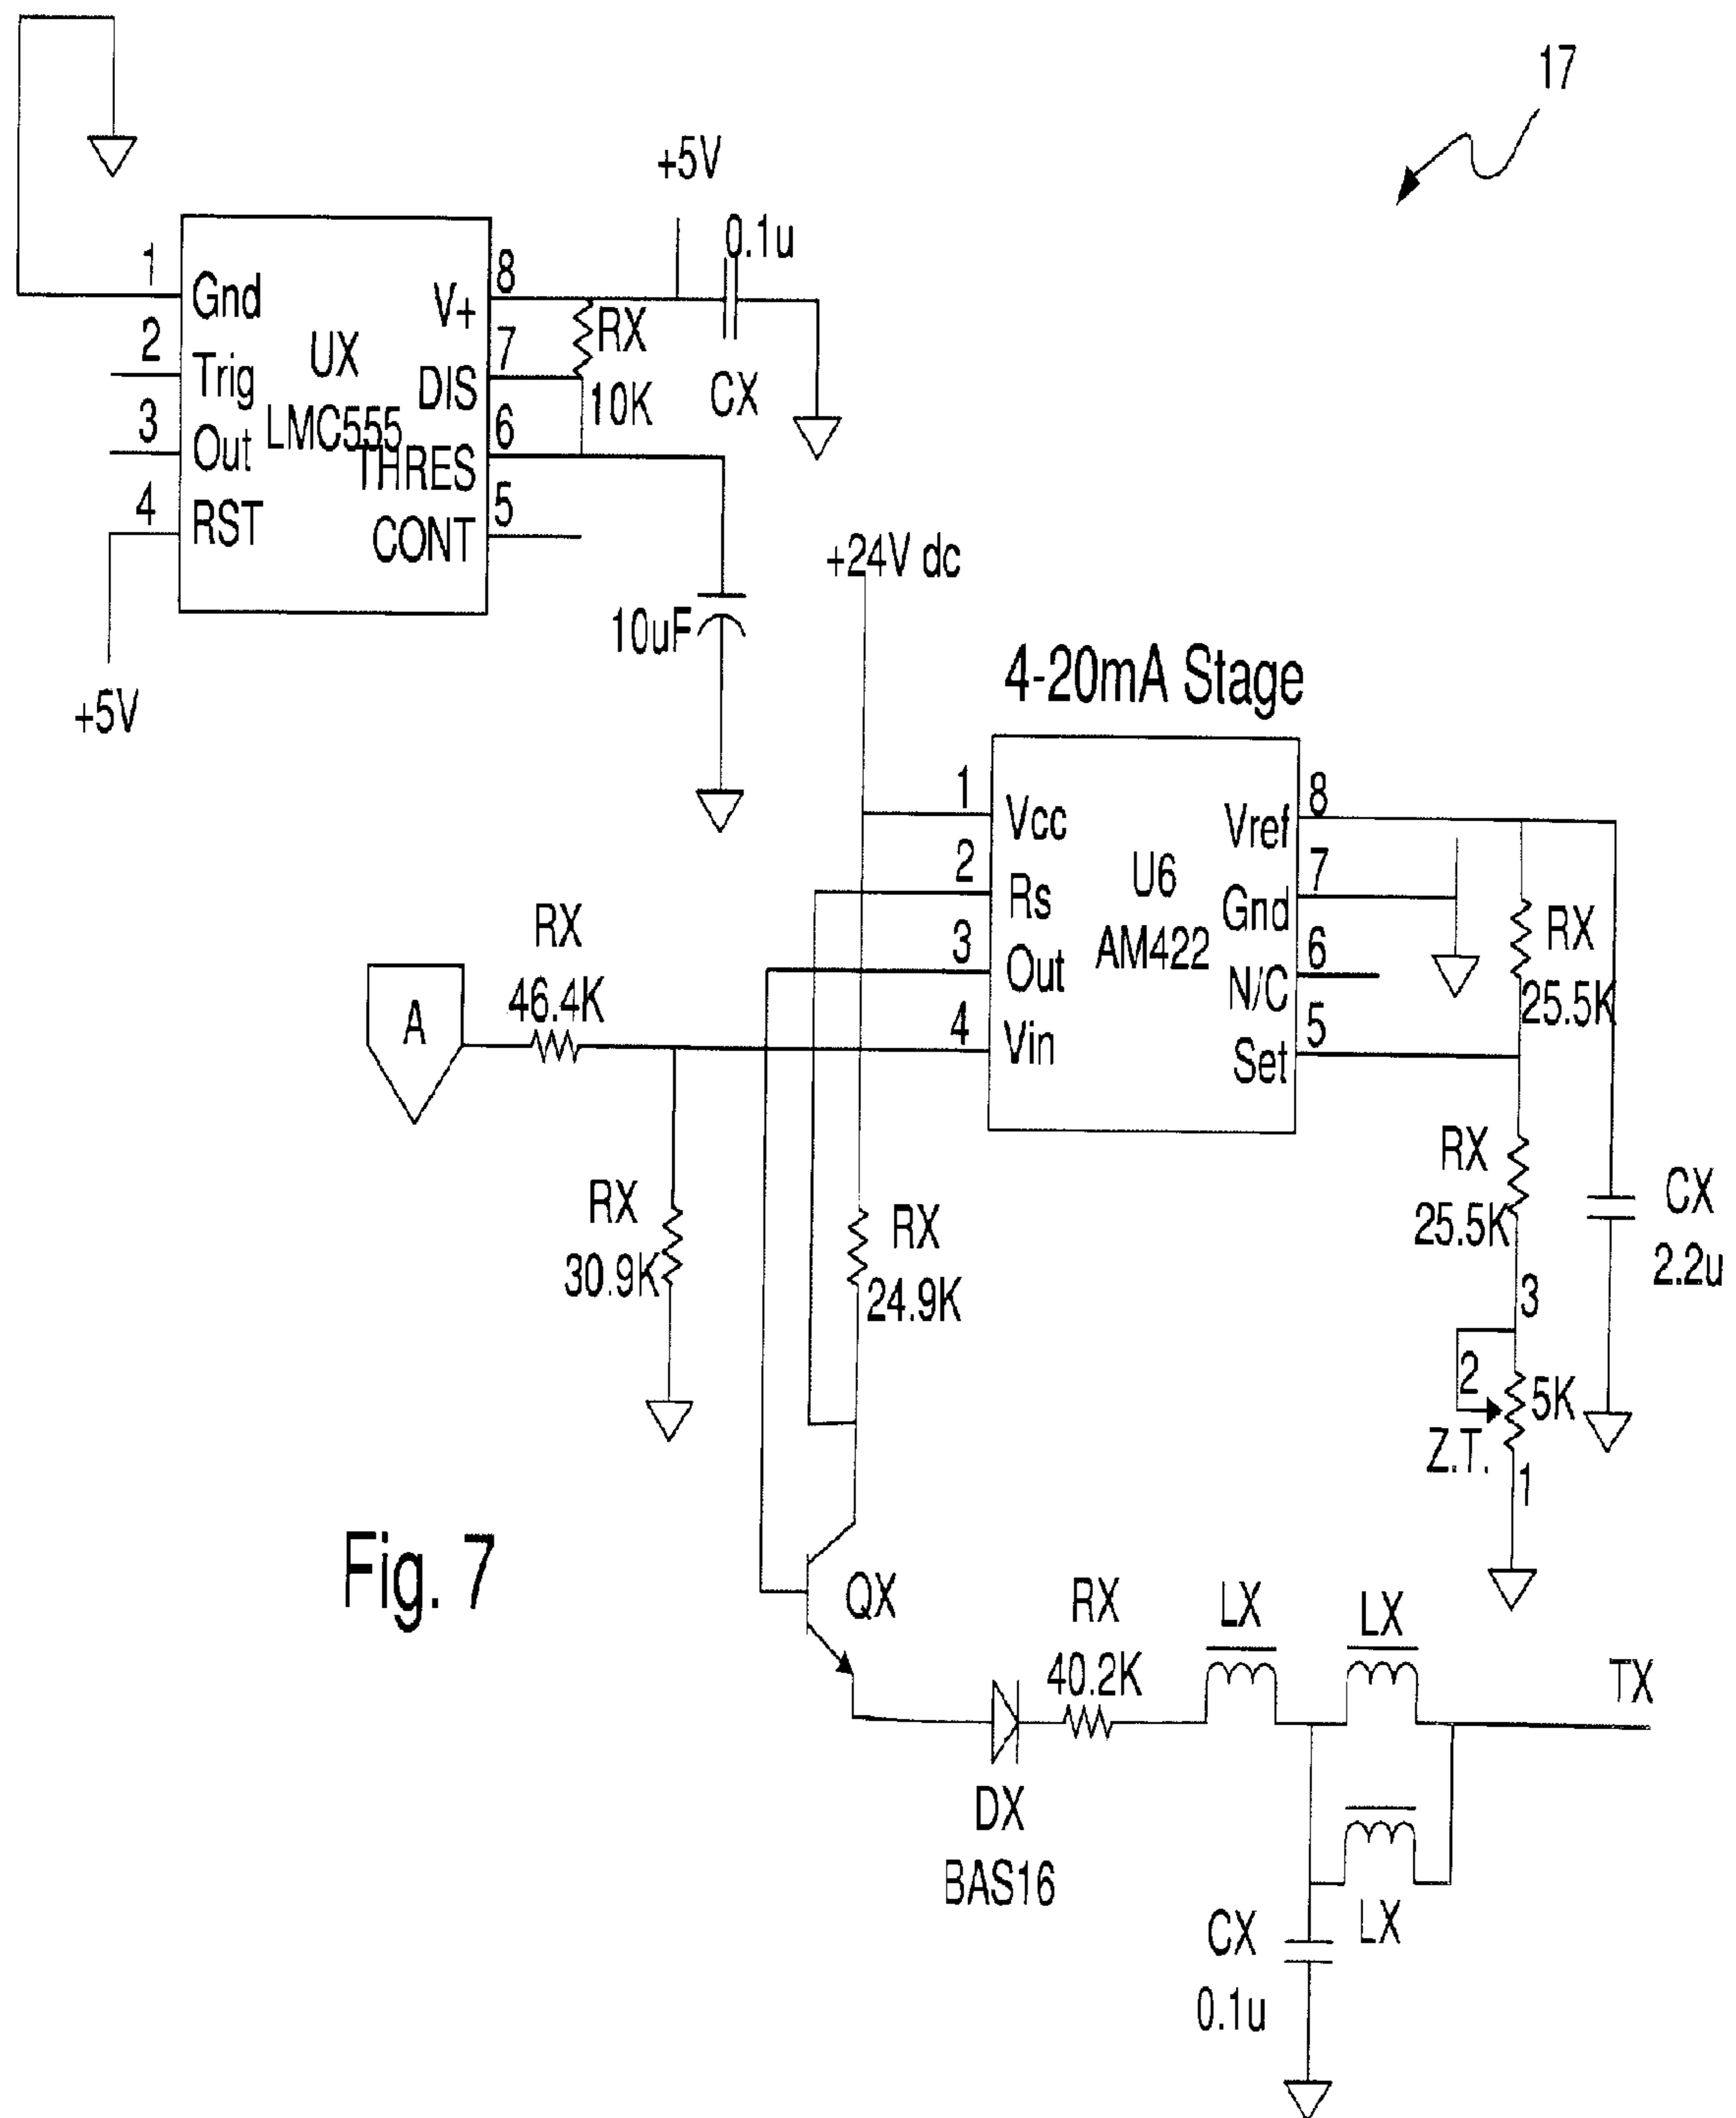 17
+5V
0.1u
1
Gnd
2
Trig
3
Out
4
RST
UX
LMC555
8
V+
7
DIS
6
THRES
5
CONT
RX
10K
CX
10uF
+5V
+24V dc
4-20mA Stage
1
Vcc
2
Rs
3
Out
4
Vin
U6
AM422
8
Vref
7
Gnd
6
N/C
5
Set
RX
46.4K
A
RX
25.5K
RX
30.9K
RX
24.9K
RX
25.5K
CX
2.2u
3
2
5K
Z.T.
1
Fig. 7
QX
RX
40.2K
LX
LX
TX
DX
BAS16
LX
CX
0.1u